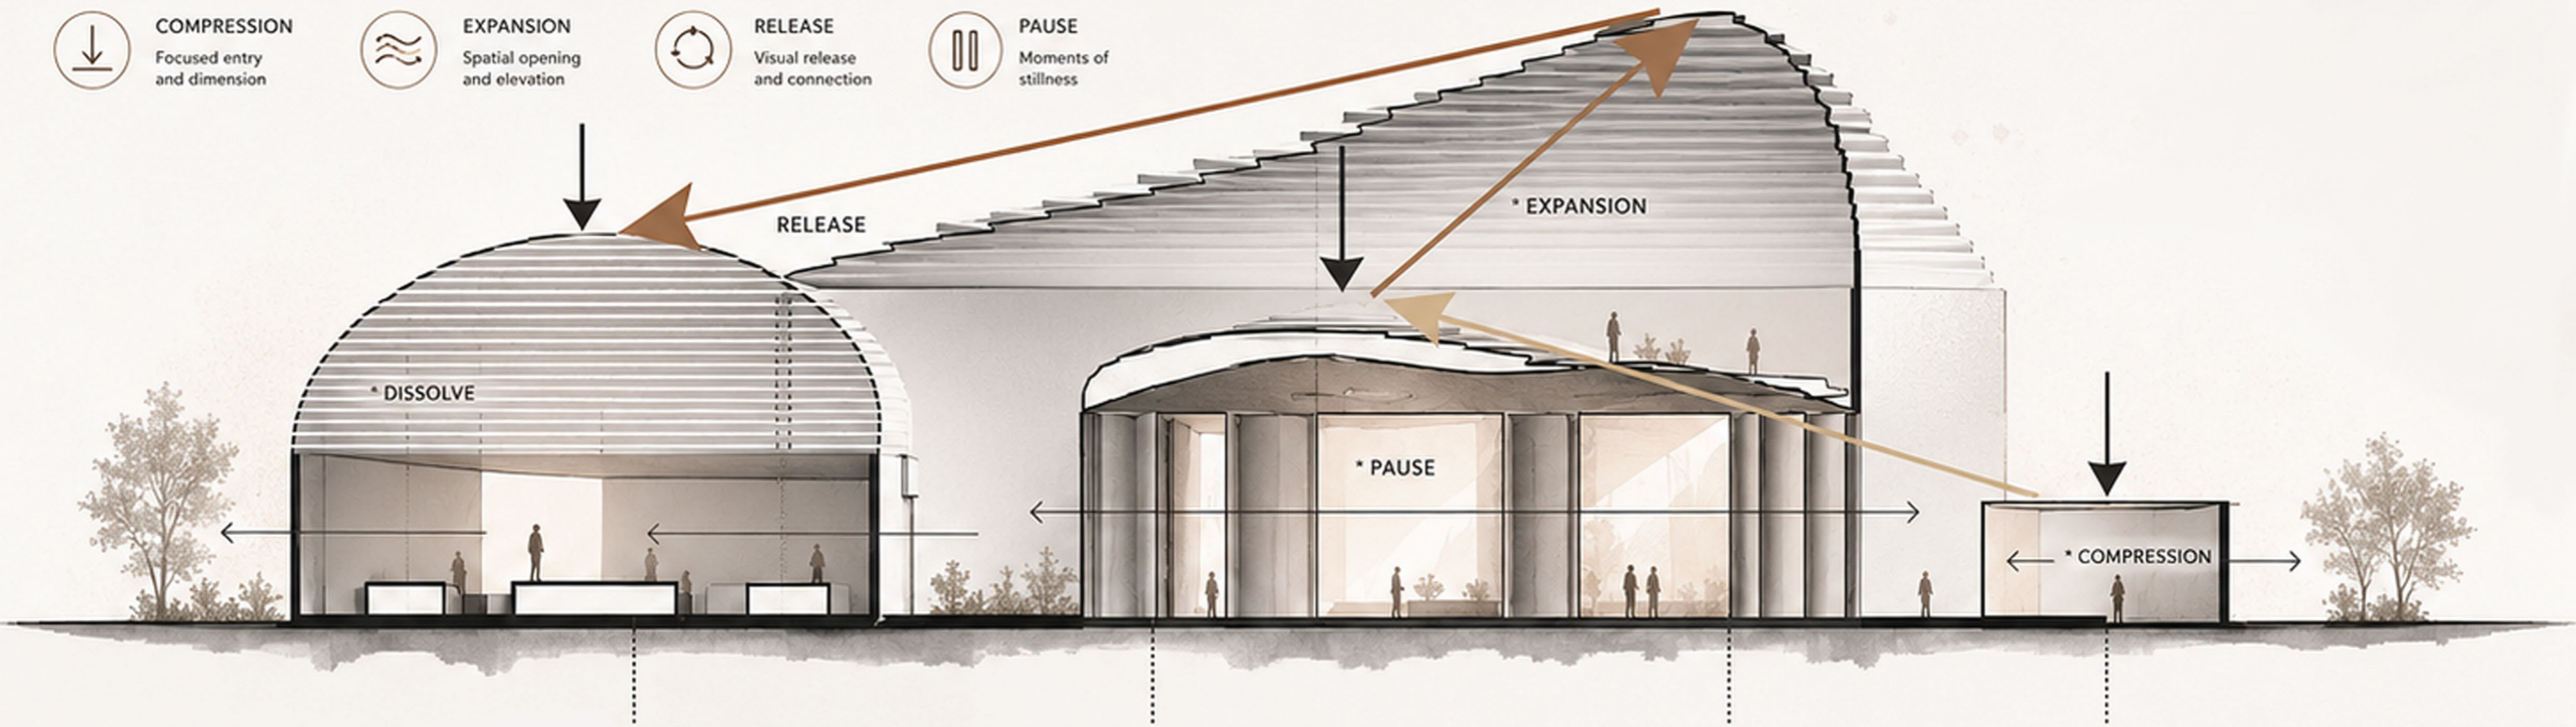 COMPRESSION
Focused entry
and dimension
EXPANSION
Spatial opening
and elevation
RELEASE
Visual release
and connection
PAUSE
Moments of
stillness
RELEASE
* EXPANSION
* DISSOLVE
* PAUSE
* COMPRESSION